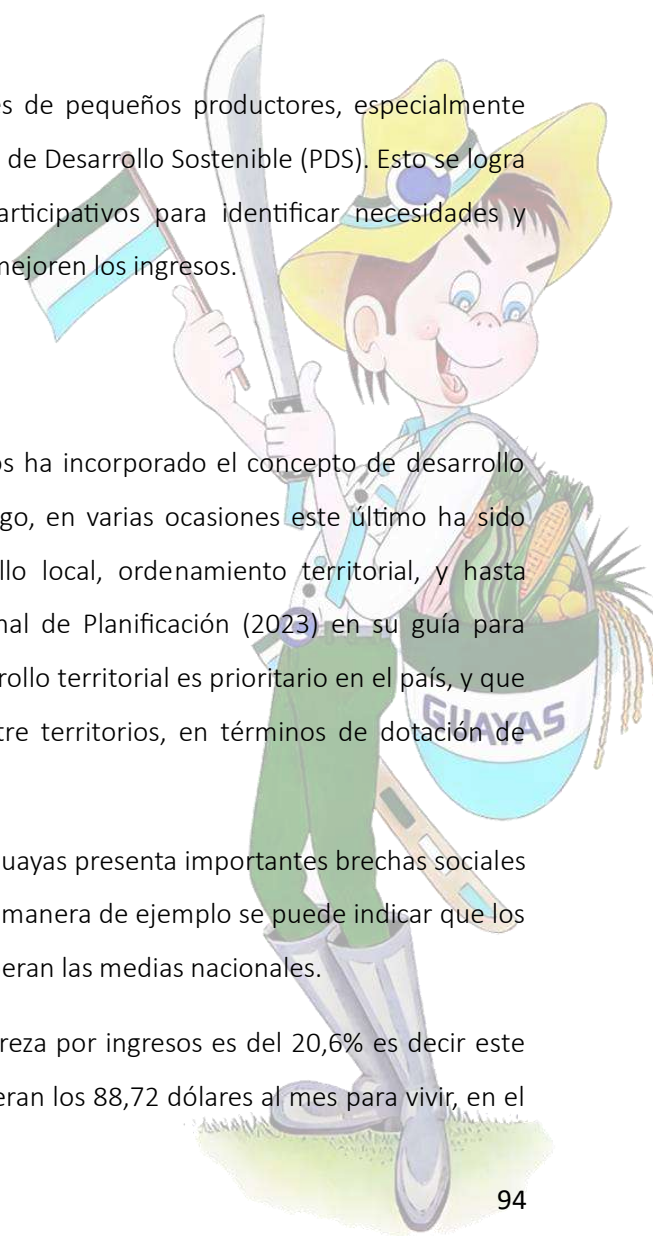 es de pequeños productores, especialmente
de Desarrollo Sostenible (PDS). Esto se logra
articipativos para identificar necesidades y
mejoren los ingresos.
os ha incorporado el concepto de desarrollo
go, en varias ocasiones este último ha sido
llo local, ordenamiento territorial, y hasta
nal de Planificación (2023) en su guía para
rollo territorial es prioritario en el país, y que
tre territorios, en términos de dotación de
GUAYAS
uayas presenta importantes brechas sociales
manera de ejemplo se puede indicar que los
eran las medias nacionales.
reza por ingresos es del 20,6% es decir este
eran los 88,72 dólares al mes para vivir, en el
94